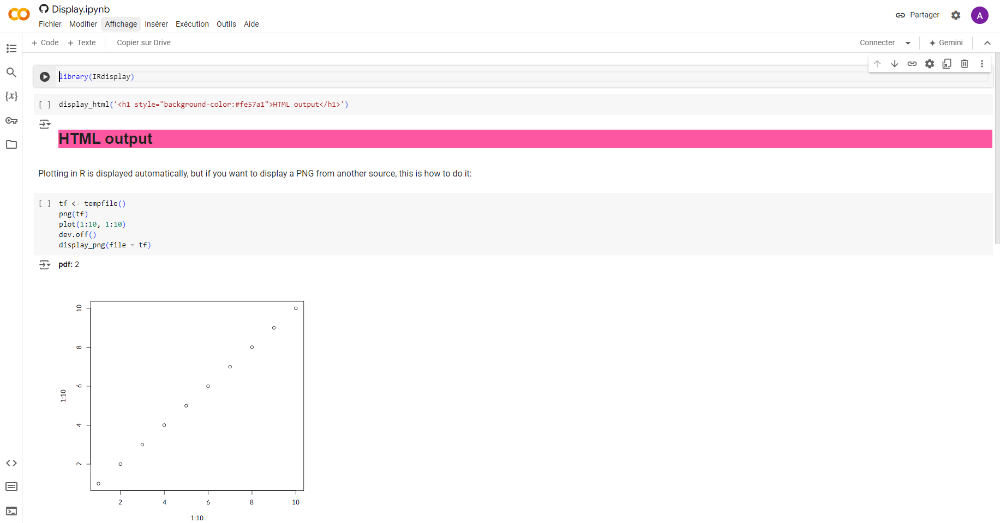 Display.ipynb
Fichier Modifier Affichage Insérer Exécution Outils Aide
Partager
A
+ Code + Texte Copier sur Drive
Connecter Gemini
library(IRdisplay)
{x}
[ ] display_html('<h1 style="background-color:#fe57a1">HTML output</h1>')
HTML output
Plotting in R is displayed automatically, but if you want to display a PNG from another source, this is how to do it:
[ ] tf <- tempfile()
png(tf)
plot(1:10, 1:10)
dev.off()
display_png(file = tf)
pdf: 2
10
8
6
4
2
1:10
2 4 6 8 10
1:10